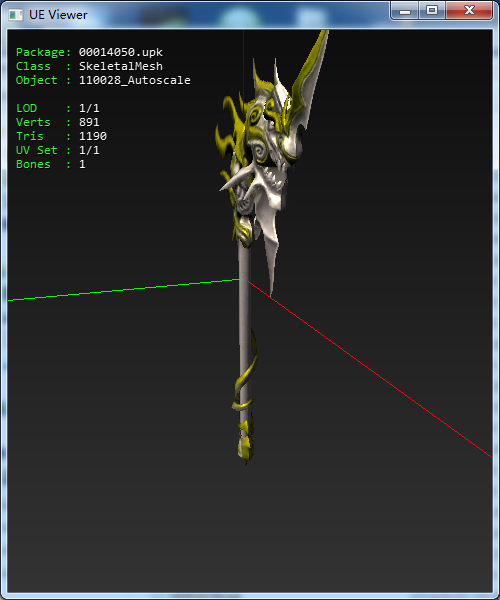 UE Viewer
Package: 00014050.upk
Class : SkeletalMesh
Object : 110028_Autoscale
LOD : 1/1
Verts : 891
Tris : 1190
UV Set : 1/1
Bones : 1